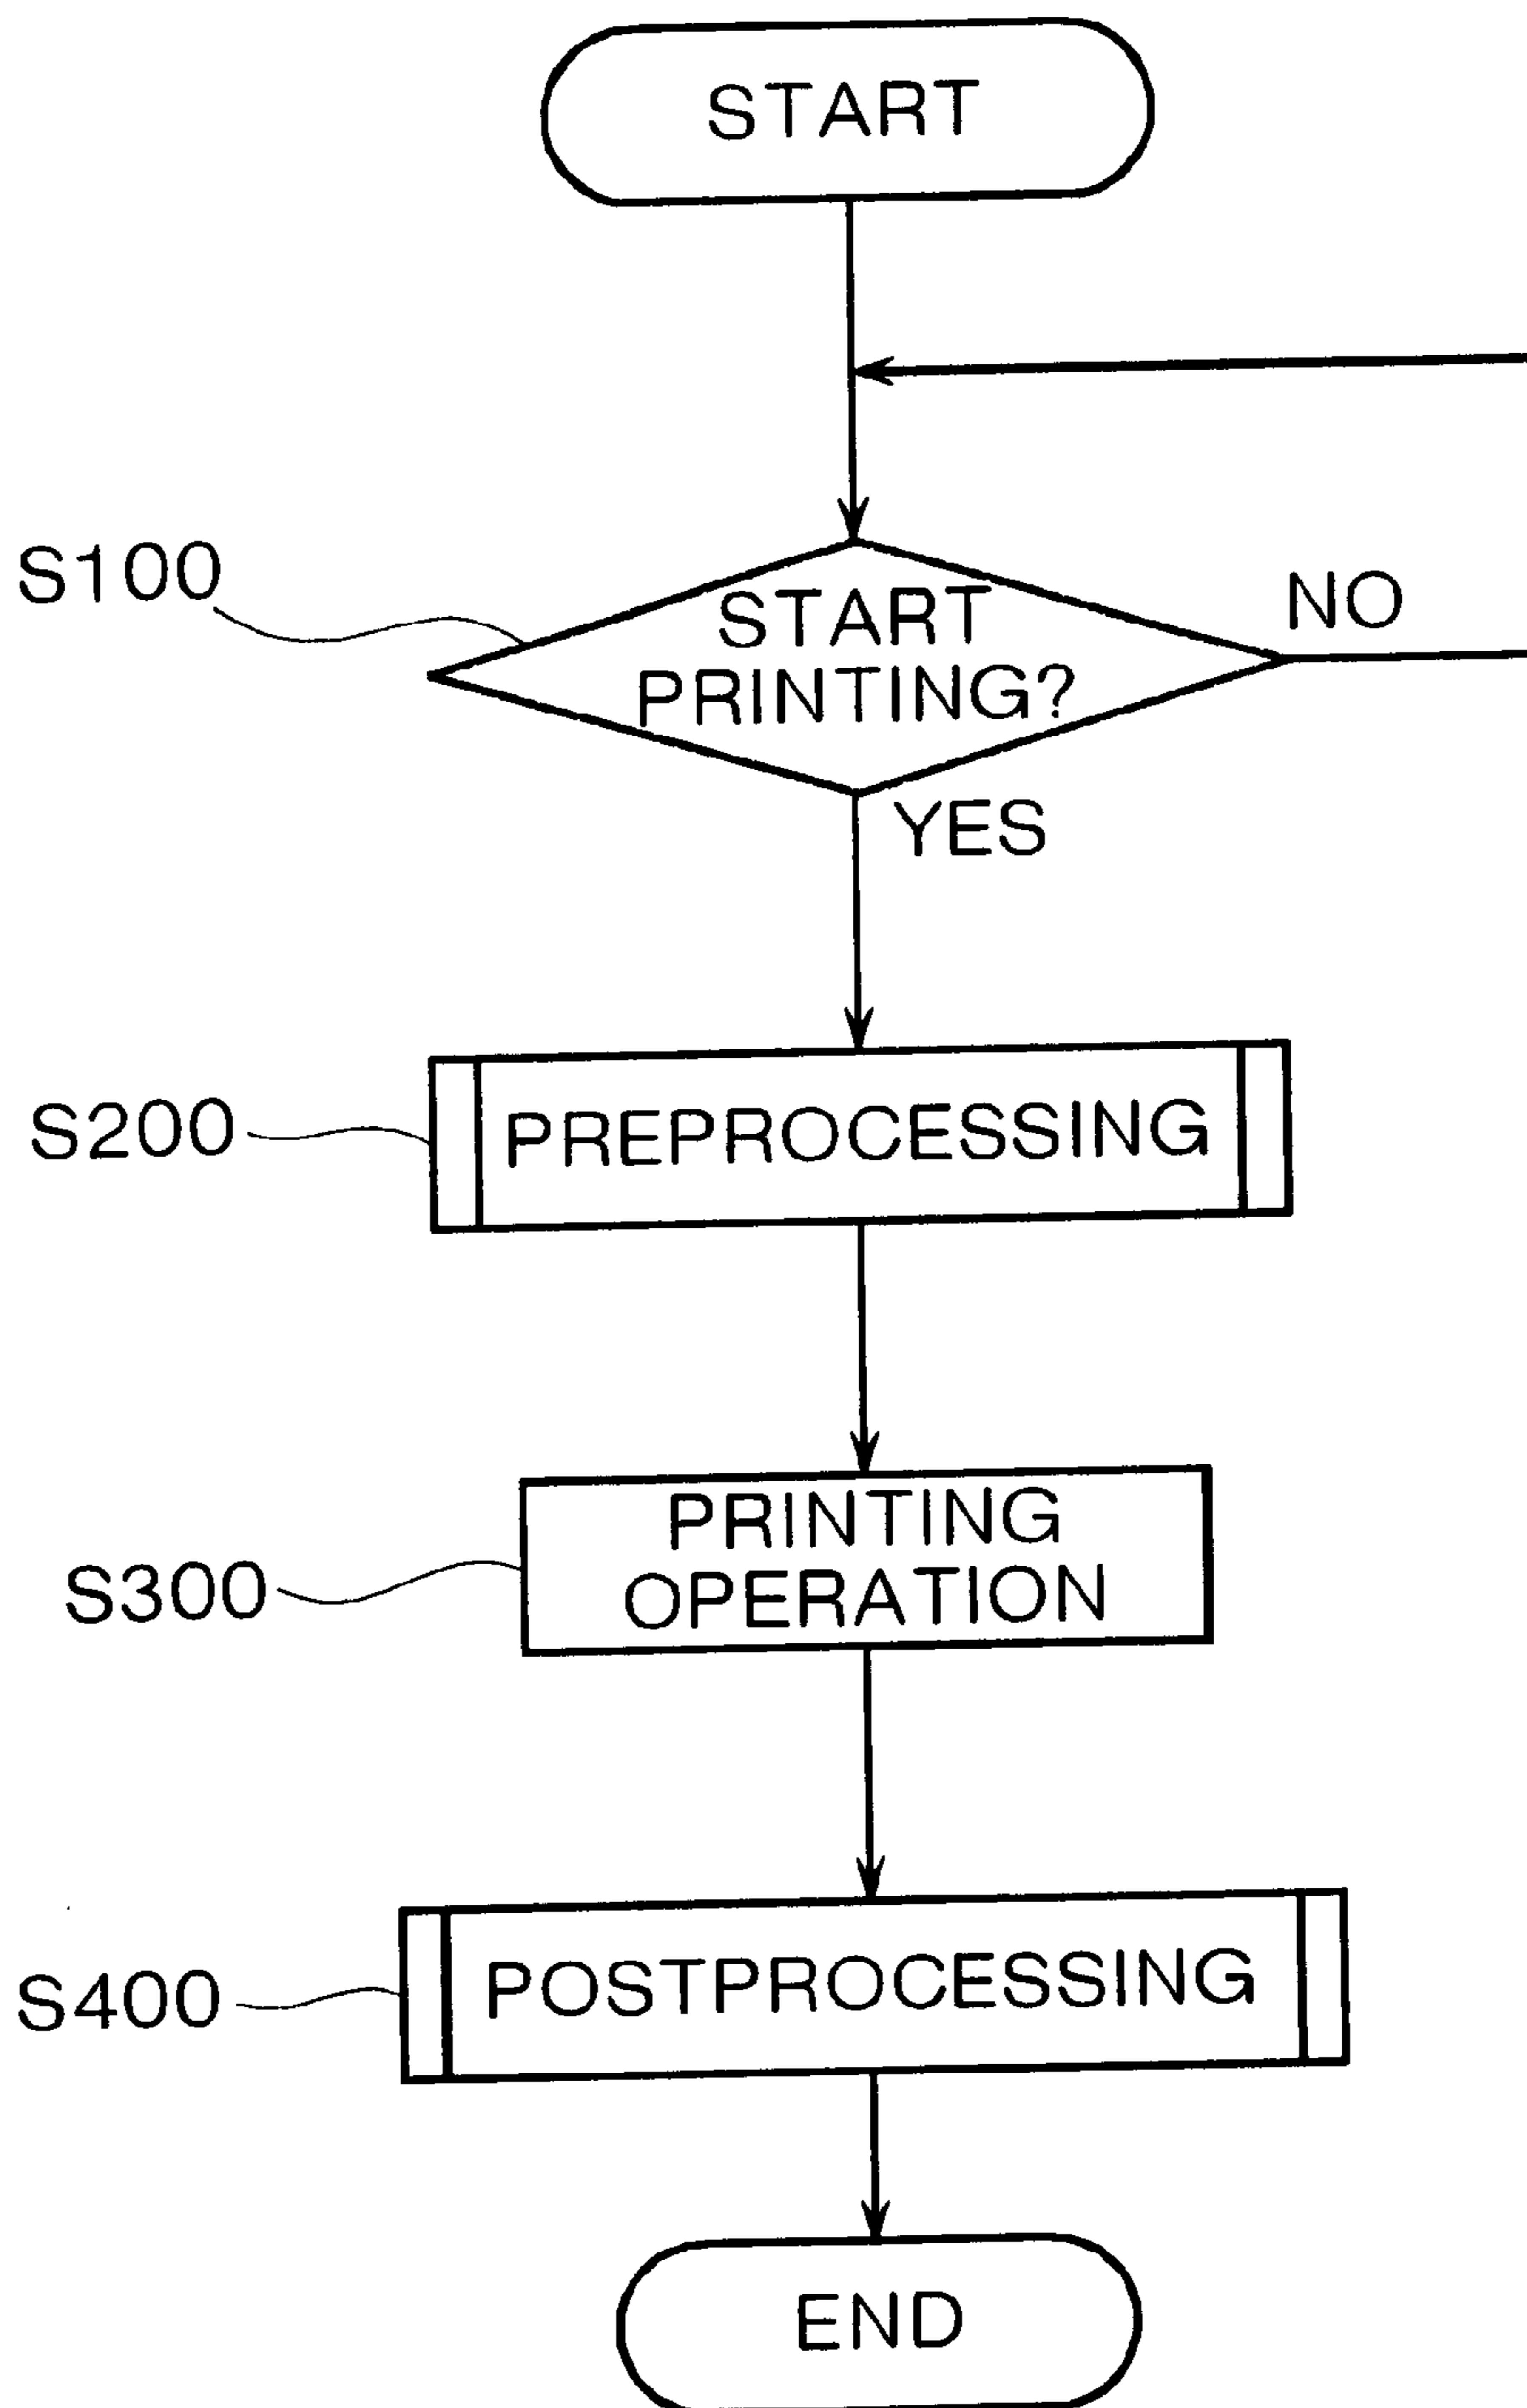 START
S100
START
PRINTING?
NO
YES
S200
PREPROCESSING
PRINTING
OPERATION
S300
S400
POSTPROCESSING
END